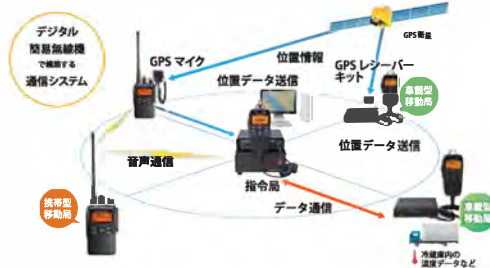 デジタル
簡易無線機
で構築する
通信システム
GPS マイク
位置情報
GPS衛星
GPS レシーバー
キット
車載型
移動局
位置データ送信
位置データ送信
音声通信
指令局
データ通信
携帯型
移動局
車載型
移動局
冷蔵庫内の
温度データなど